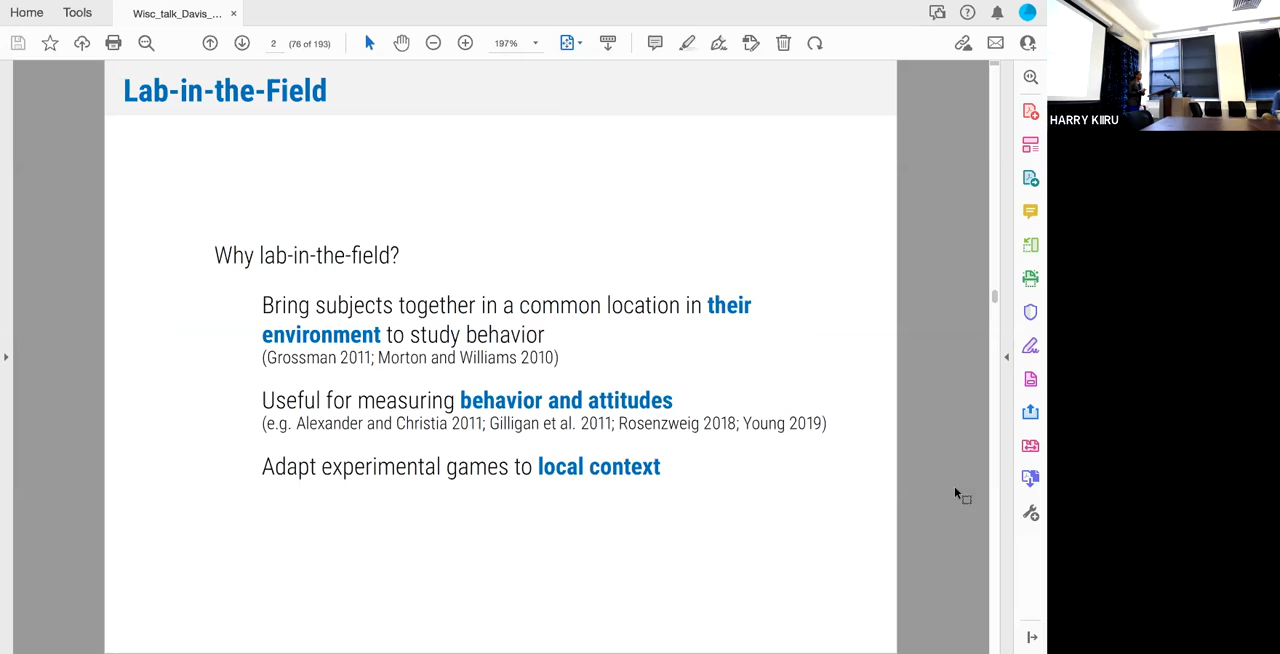 Home Tools Wisc_talk_Davis_... ×
2 (76 of 193) 197%
Lab-in-the-Field
HARRY KIIRU
Why lab-in-the-field?
Bring subjects together in a common location in their
environment to study behavior
(Grossman 2011; Morton and Williams 2010)
Useful for measuring behavior and attitudes
(e.g. Alexander and Christia 2011; Gilligan et al. 2011; Rosenzweig 2018; Young 2019)
Adapt experimental games to local context